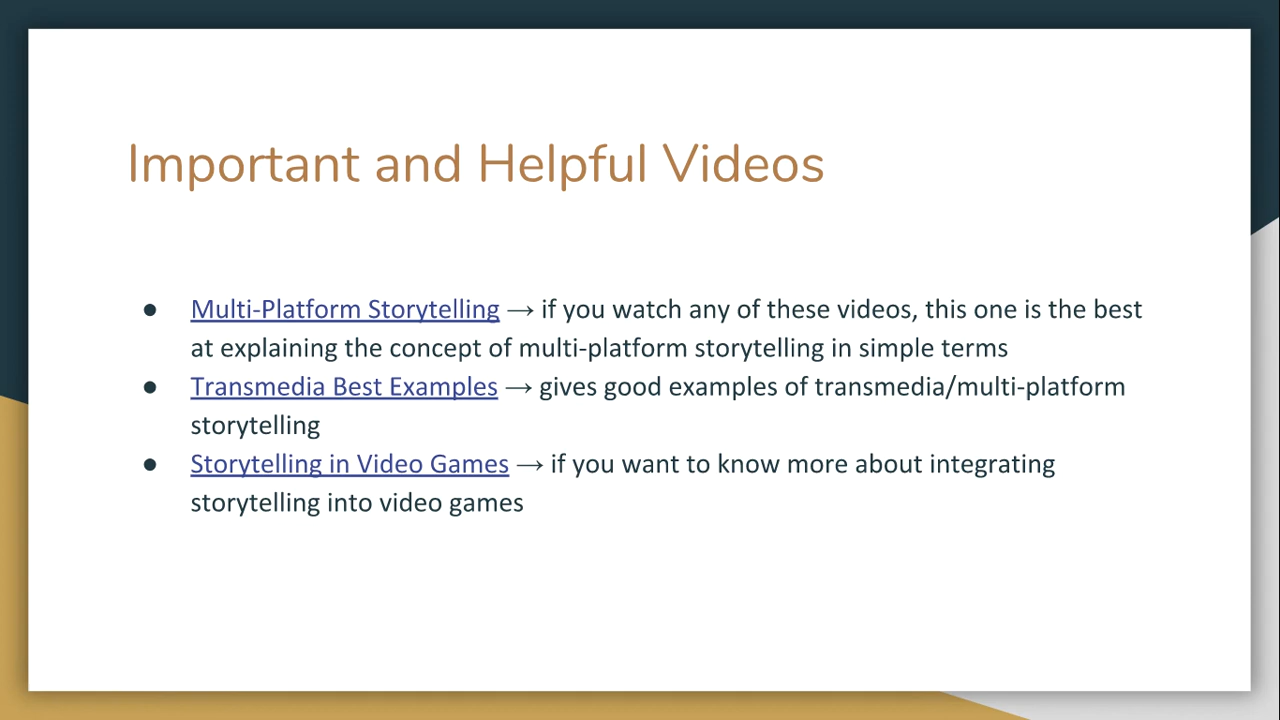 Important and Helpful Videos
● Multi-Platform Storytelling → if you watch any of these videos, this one is the best
at explaining the concept of multi-platform storytelling in simple terms
● Transmedia Best Examples → gives good examples of transmedia/multi-platform
storytelling
● Storytelling in Video Games → if you want to know more about integrating
storytelling into video games